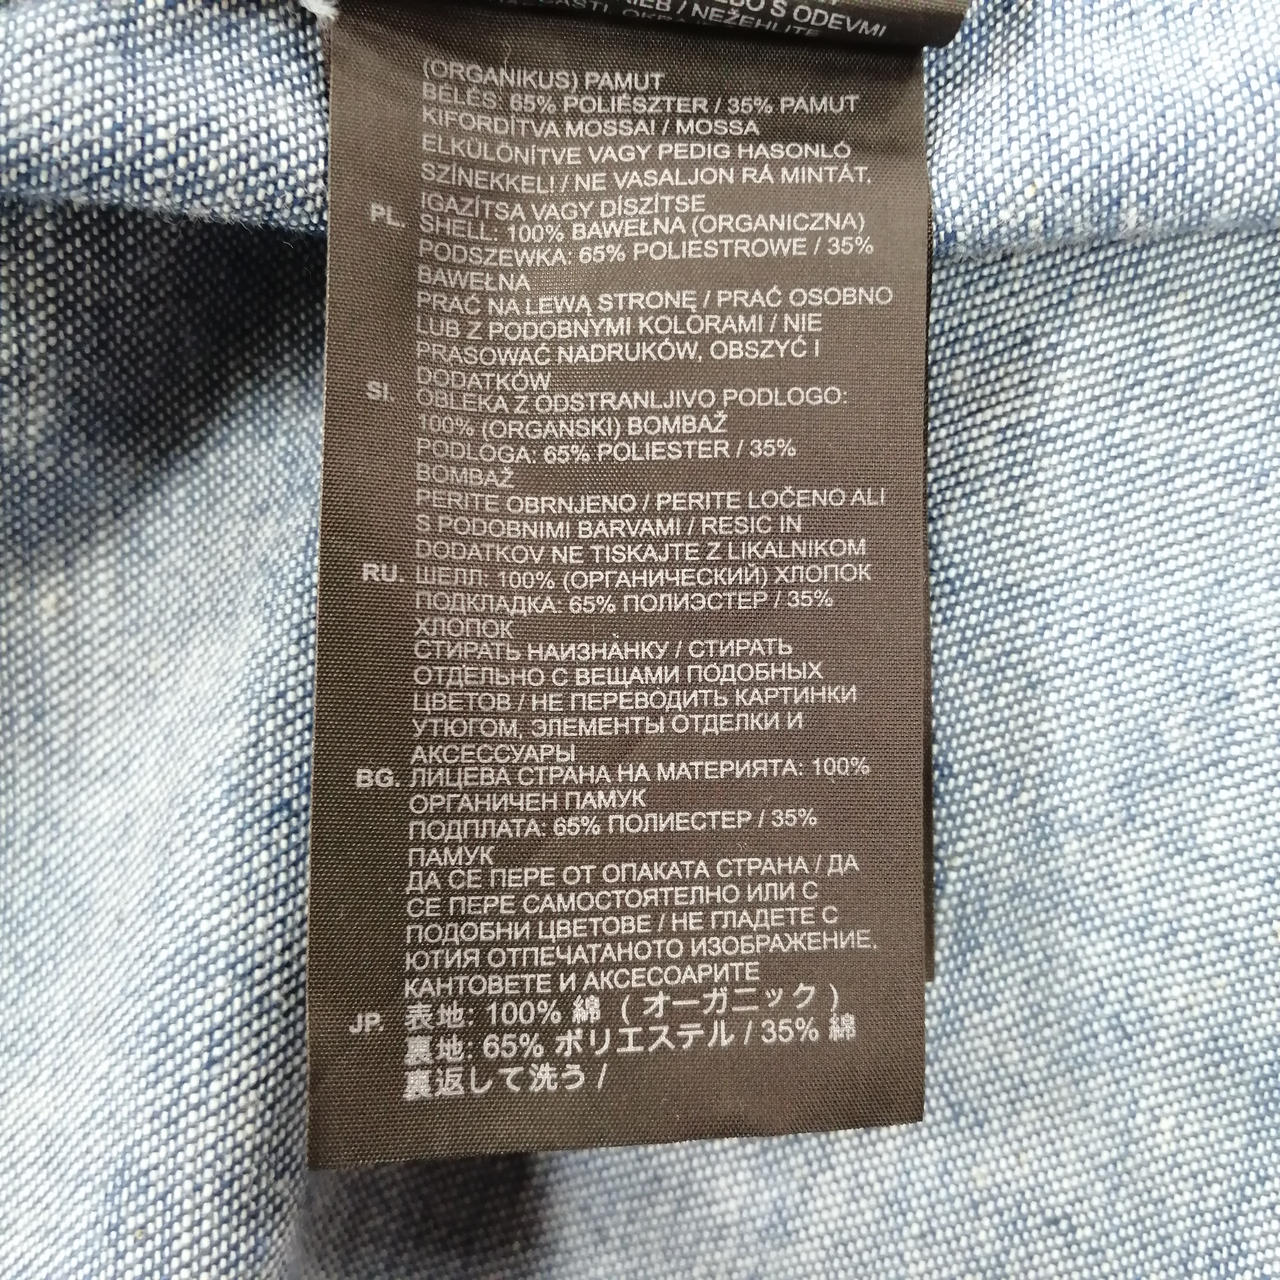 S ODEVMI
/ NEŽEHLITE
(ORGANIKUS) PAMUT
BÉLÉS: 65% POLIÉSZTER / 35% PAMUT
KIFORDÍTVA MOSSA! / MOSSA
ELKÜLÖNÍTVE VAGY PEDIG HASONLÓ
SZÍNEKKEL! / NE VASALJON RÁ MINTÁT,
IGAZÍTSA VAGY DÍSZÍTSE
PL. SHELL: 100% BAWEŁNA (ORGANICZNA)
PODSZEWKA: 65% POLIESTROWE / 35%
BAWEŁNA
PRAĆ NA LEWĄ STRONĘ / PRAĆ OSOBNO
LUB Z PODOBNYMI KOLORAMI / NIE
PRASOWAĆ NADRUKÓW, OBSZYĆ I
DODATKÓW
SI. OBLEKA Z ODSTRANLJIVO PODLOGO:
100% (ORGANSKI) BOMBAŽ
PODLOGA: 65% POLIESTER / 35%
BOMBAŽ
PERITE OBRNJENO / PERITE LOČENO ALI
S PODOBNIMI BARVAMI / RESIC IN
DODATKOV NE TISKAJTE Z LIKALNIKOM
RU. ШЕЛЛ: 100% (ОРГАНИЧЕСКИЙ) ХЛОПОК
ПОДКЛАДКА: 65% ПОЛИЭСТЕР / 35%
ХЛОПОК
СТИРАТЬ НАИЗНАНКУ / СТИРАТЬ
ОТДЕЛЬНО С ВЕЩАМИ ПОДОБНЫХ
ЦВЕТОВ / НЕ ПЕРЕВОДИТЬ КАРТИНКИ
УТЮГОМ, ЭЛЕМЕНТЫ ОТДЕЛКИ И
АКСЕССУАРЫ
BG. ЛИЦЕВА СТРАНА НА МАТЕРИЯТА: 100%
ОРГАНИЧЕН ПАМУК
ПОДПЛАТА: 65% ПОЛИЕСТЕР / 35%
ПАМУК
ДА СЕ ПЕРЕ ОТ ОПАКАТА СТРАНА / ДА
СЕ ПЕРЕ САМОСТОЯТЕЛНО ИЛИ С
ПОДОБНИ ЦВЕТОВЕ / НЕ ГЛАДЕТЕ С
ЮТИЯ ОТПЕЧАТАНОТО ИЗОБРАЖЕНИЕ,
КАНТОВЕТЕ И АКСЕСОАРИТЕ
JP. 表地: 100% 綿 ( オーガニック )
裏地: 65% ポリエステル / 35% 綿
裏返して洗う /